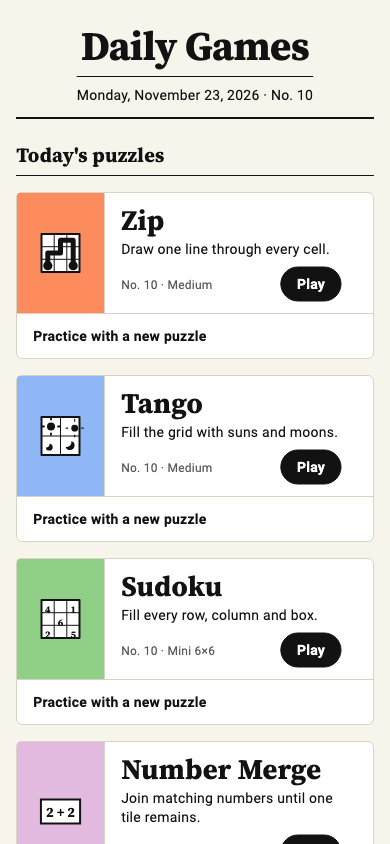 Daily Games
Monday, November 23, 2026 · No. 10
Today's puzzles
Zip
Draw one line through every cell.
No. 10 · Medium
Play
Practice with a new puzzle
Tango
Fill the grid with suns and moons.
No. 10 · Medium
Play
Practice with a new puzzle
4 1
6
2 5
Sudoku
Fill every row, column and box.
No. 10 · Mini 6×6
Play
Practice with a new puzzle
2 + 2
Number Merge
Join matching numbers until one
tile remains.